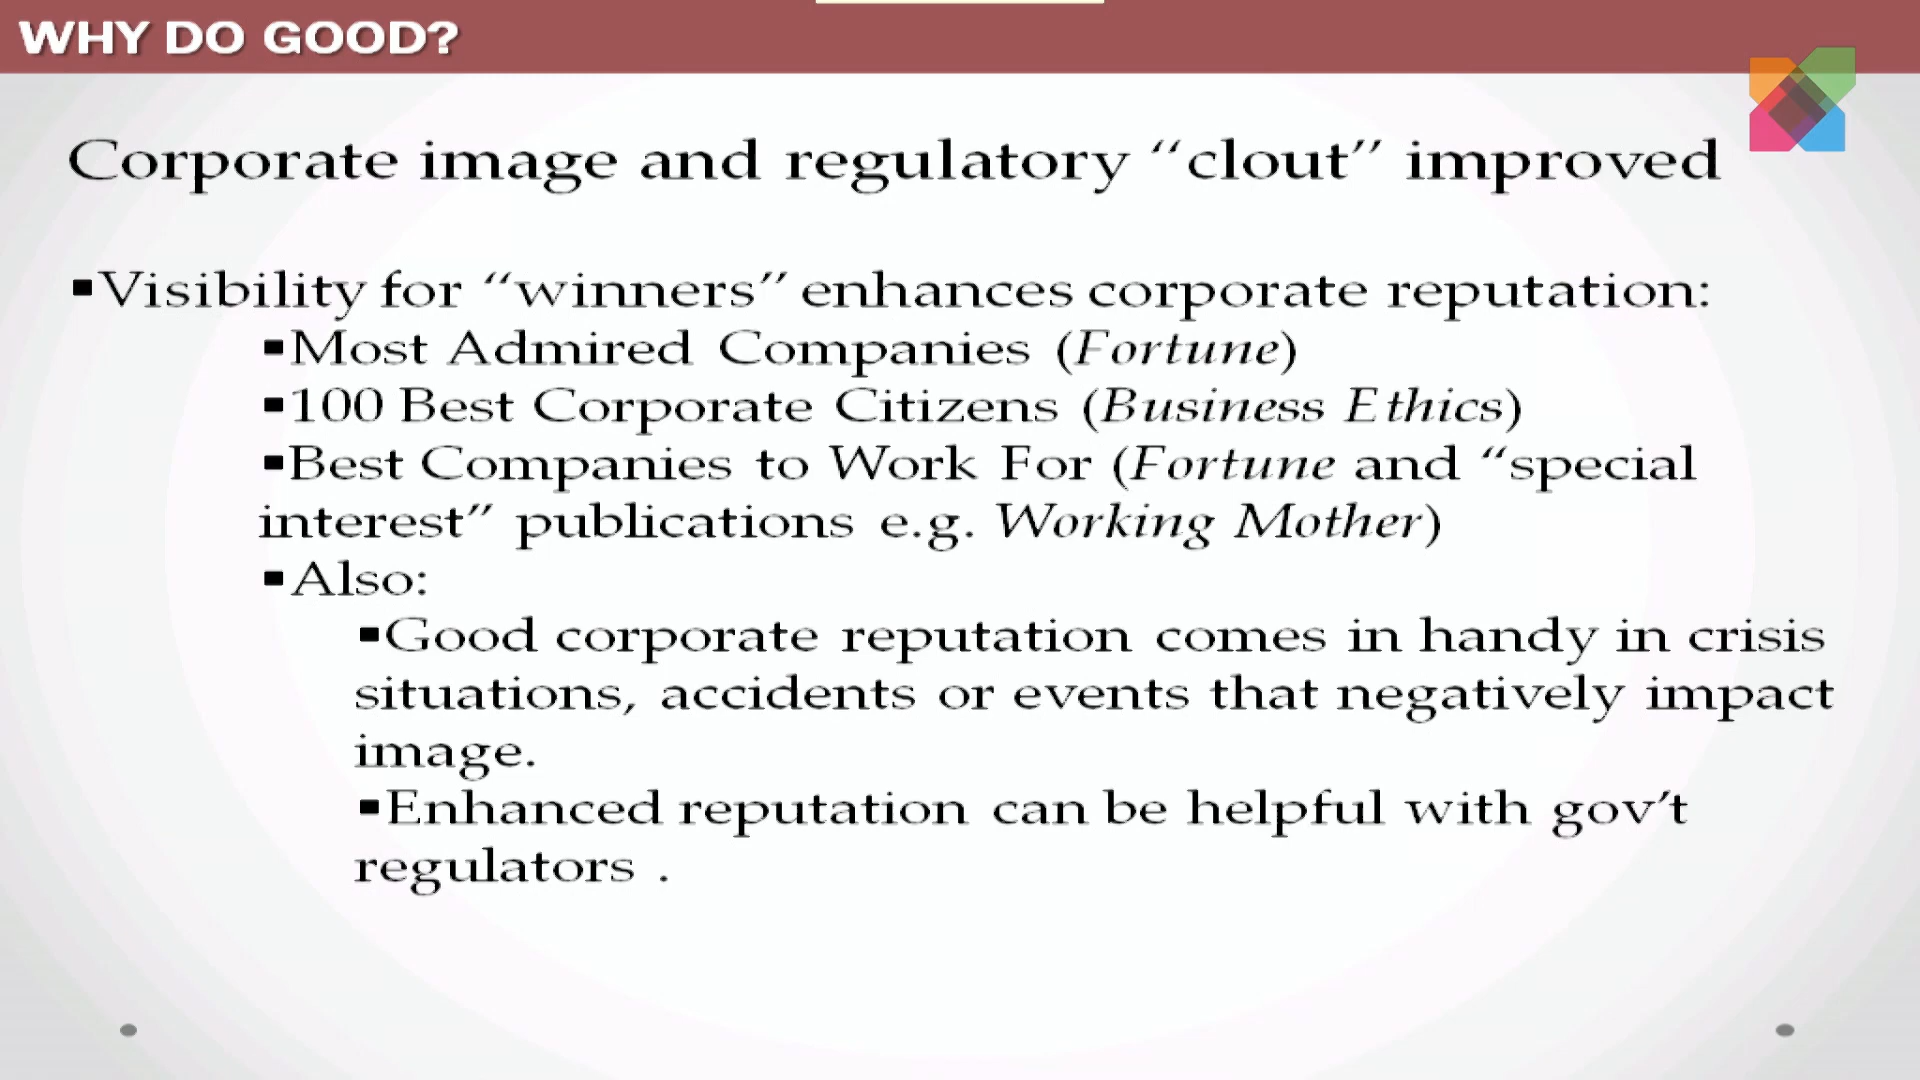 WHY DO GOOD?
Corporate image and regulatory “clout” improved
▪Visibility for “winners” enhances corporate reputation:
▪Most Admired Companies (Fortune)
▪100 Best Corporate Citizens (Business Ethics)
▪Best Companies to Work For (Fortune and “special
interest” publications e.g. Working Mother)
▪Also:
▪Good corporate reputation comes in handy in crisis
situations, accidents or events that negatively impact
image.
▪Enhanced reputation can be helpful with gov’t
regulators .